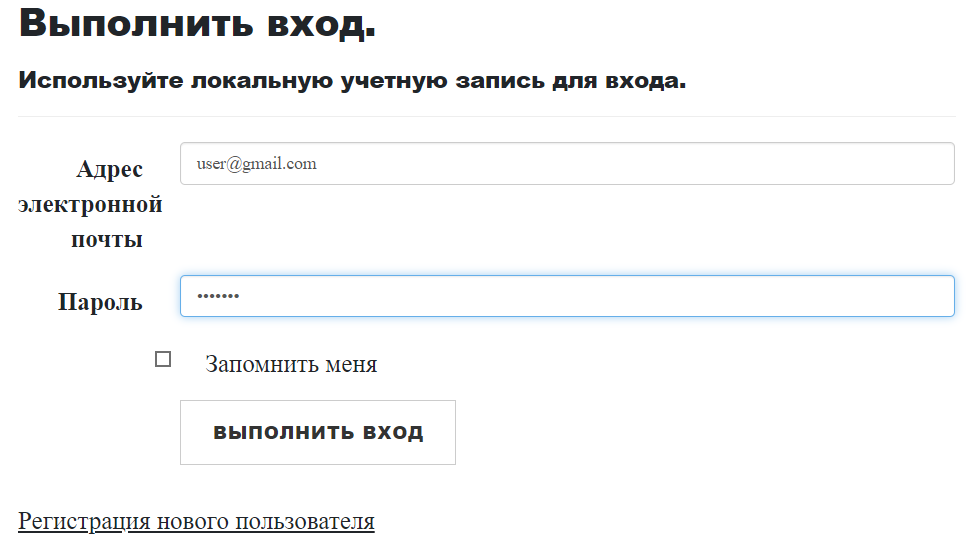 Выполнить вход.
Используйте локальную учетную запись для входа.
Адрес
электронной
почты
user@gmail.com
Пароль
•••••••
Запомнить меня
ВЫПОЛНИТЬ ВХОД
Регистрация нового пользователя